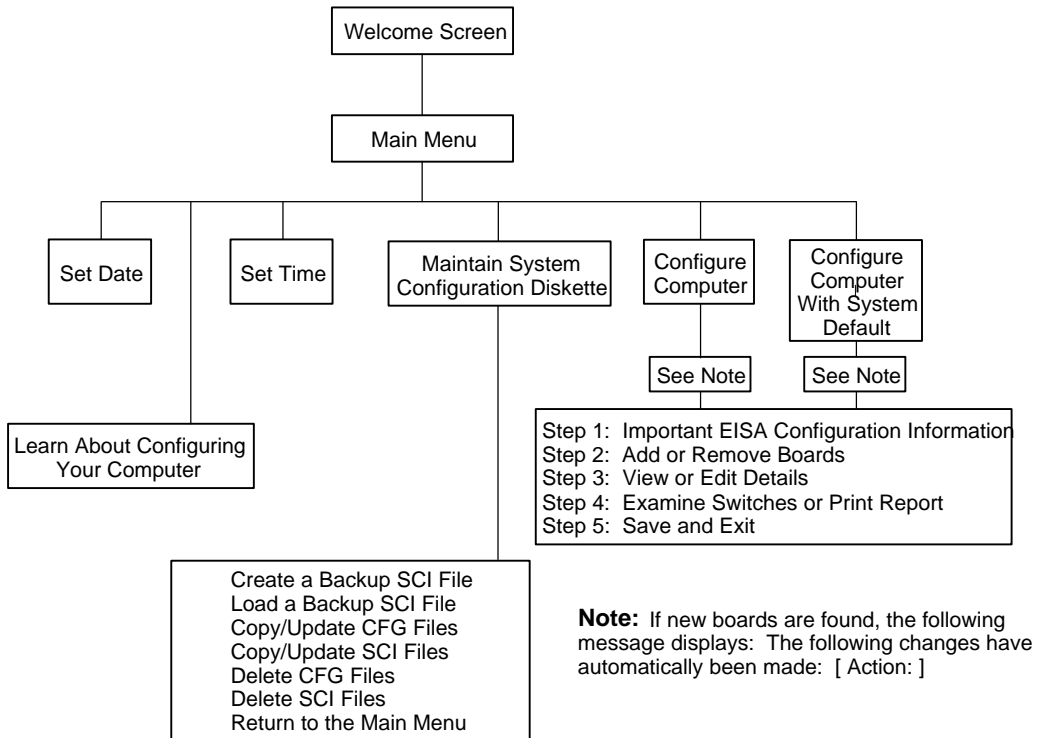 Welcome Screen
Main Menu
Set Date
Set Time
Maintain System
Configuration Diskette
Configure
Computer
Configure
Computer
With System
Default
See Note
See Note
Learn About Configuring
Your Computer
Step 1: Important EISA Configuration Information
Step 2: Add or Remove Boards
Step 3: View or Edit Details
Step 4: Examine Switches or Print Report
Step 5: Save and Exit
Create a Backup SCI File
Load a Backup SCI File
Copy/Update CFG Files
Copy/Update SCI Files
Delete CFG Files
Delete SCI Files
Return to the Main Menu
Note: If new boards are found, the following
message displays: The following changes have
automatically been made: [ Action: ]